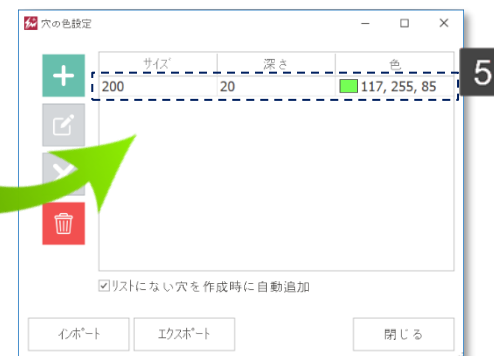 穴の色設定
ｻｲｽﾞ 深さ 色
200 20 117, 255, 85
5
☑ﾘｽﾄにない穴を作成時に自動追加
ｲﾝﾎﾟｰﾄ ｴｸｽﾎﾟｰﾄ 閉じる